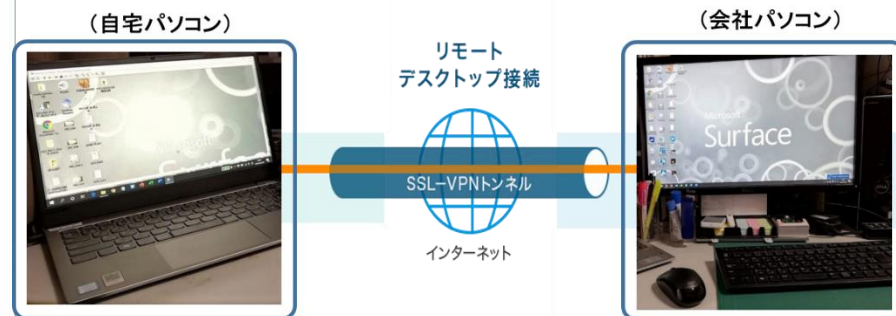 (自宅パソコン)
リモート
デスクトップ接続
SSL-VPNトンネル
インターネット
(会社パソコン)
Microsoft
Surface